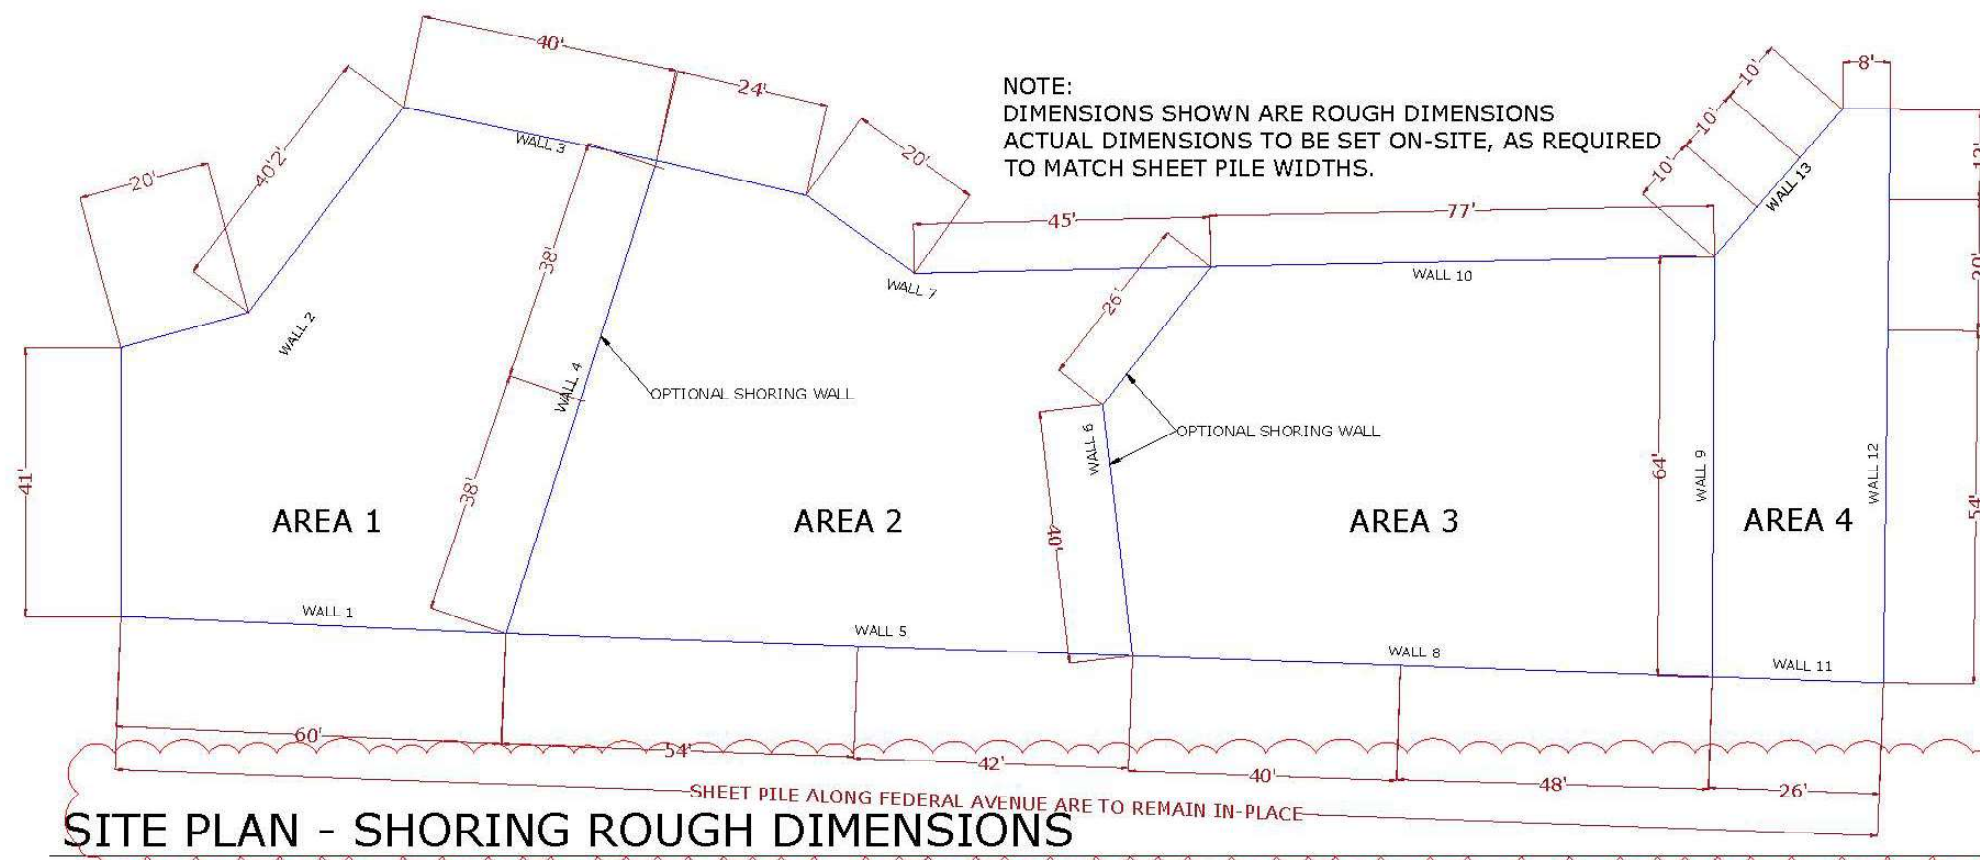 40'
24'
8'
NOTE:
DIMENSIONS SHOWN ARE ROUGH DIMENSIONS
ACTUAL DIMENSIONS TO BE SET ON-SITE, AS REQUIRED
TO MATCH SHEET PILE WIDTHS.
10'
10'
10'
WALL 3
20'
40'2'
20'
WALL 13
45'
77'
38'
WALL 7
WALL 10
26'
WALL 2
WALL 4
OPTIONAL SHORING WALL
OPTIONAL SHORING WALL
WALL 6
64'
WALL 9
WALL 12
41'
38'
AREA 1
AREA 2
AREA 3
AREA 4
54'
40'
WALL 1
WALL 5
WALL 8
WALL 11
60'
54'
42'
40'
48'
26'
SHEET PILE ALONG FEDERAL AVENUE ARE TO REMAIN IN-PLACE
SITE PLAN - SHORING ROUGH DIMENSIONS